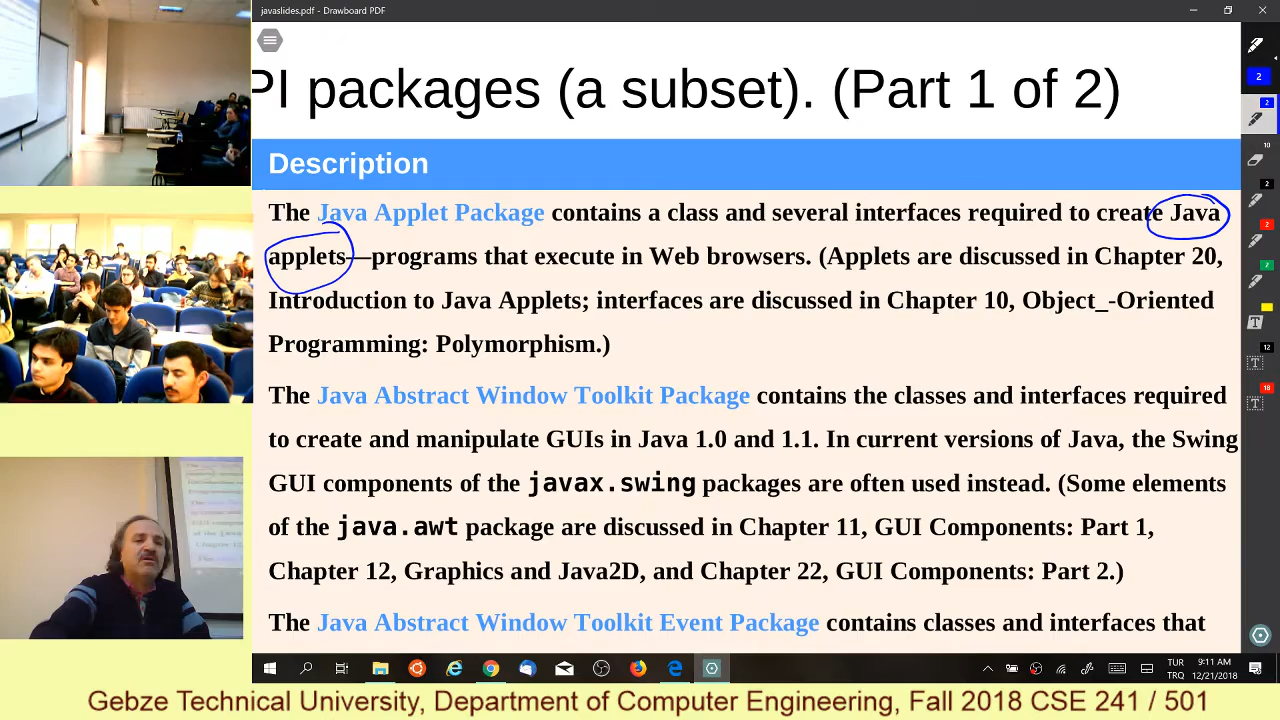 javaslides.pdf - Drawboard PDF
PI packages (a subset). (Part 1 of 2)
Description
The Java Applet Package contains a class and several interfaces required to create Java
applets—programs that execute in Web browsers. (Applets are discussed in Chapter 20,
Introduction to Java Applets; interfaces are discussed in Chapter 10, Object_-Oriented
Programming: Polymorphism.)
The Java Abstract Window Toolkit Package contains the classes and interfaces required
to create and manipulate GUIs in Java 1.0 and 1.1. In current versions of Java, the Swing
GUI components of the javax.swing packages are often used instead. (Some elements
of the java.awt package are discussed in Chapter 11, GUI Components: Part 1,
Chapter 12, Graphics and Java2D, and Chapter 22, GUI Components: Part 2.)
The Java Abstract Window Toolkit Event Package contains classes and interfaces that
2
2
10
2
2
2
T
12
T
18
T
TUR
TRQ
9:11 AM
12/21/2018
Gebze Technical University, Department of Computer Engineering, Fall 2018 CSE 241 / 501